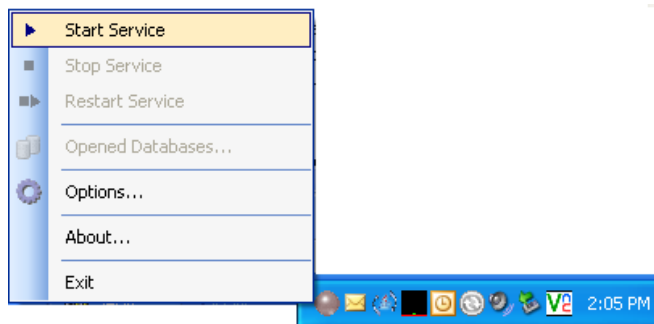 Start Service
Stop Service
Restart Service
Opened Databases...
Options...
About...
Exit
2:05 PM